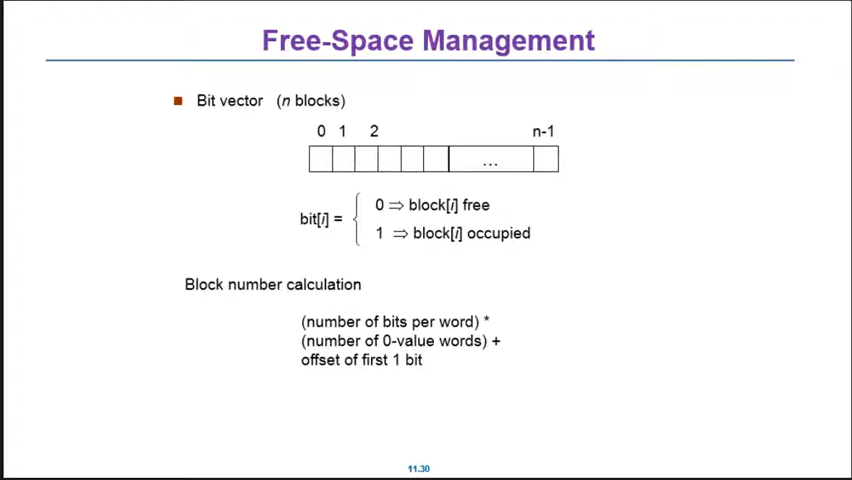 Free-Space Management
Bit vector (n blocks)
0 1 2 n-1
...
0 ⇒ block[i] free
bit[i] =
1 ⇒ block[i] occupied
Block number calculation
(number of bits per word) *
(number of 0-value words) +
offset of first 1 bit
11.30